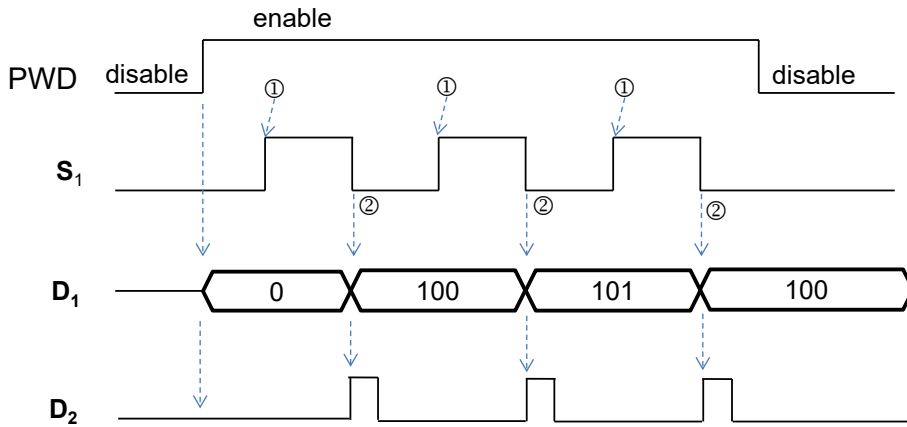 enable
PWD disable disable
① ① ①
S₁
② ② ②
D₁ 0 100 101 100
D₂